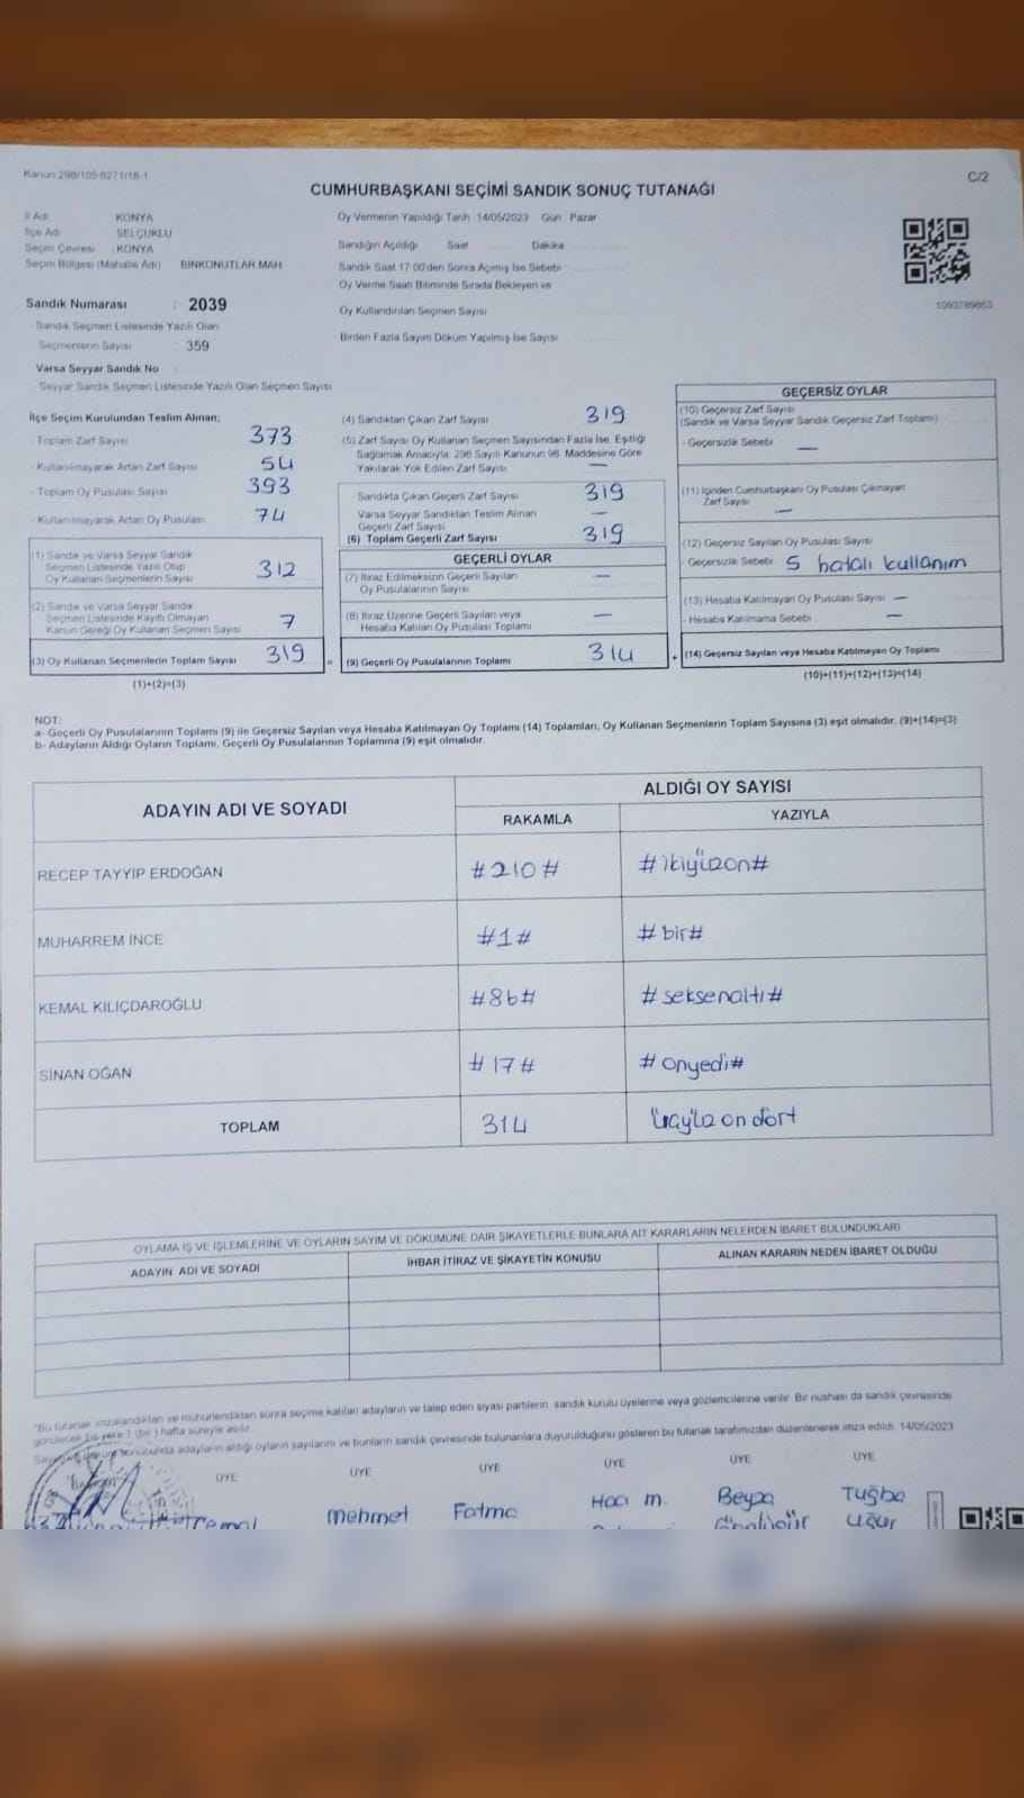 Kanun 298/105-6271/18-1
C/2
CUMHURBAŞKANI SEÇİMİ SANDIK SONUÇ TUTANAĞI
İl Adı KONYA
İlçe Adı SELÇUKLU
Seçim Çevresi KONYA
Seçim Bölgesi (Mahalle Adı) BİNKONUTLAR MAH
Sandık Numarası : 2039
Sandık Seçmen Listesinde Yazılı Olan
Seçmenlerin Sayısı 359
Varsa Seyyar Sandık No
Seyyar Sandık Seçmen Listesinde Yazılı Olan Seçmen Sayısı
Oy Vermenin Yapıldığı Tarih 14/05/2023 Gün Pazar
Sandığın Açıldığı Saat Dakika
Sandık Saat 17:00'den Sonra Açılmış İse Sebebi
Oy Verme Saati Bitiminde Sırada Bekleyen ve
Oy Kullandırılan Seçmen Sayısı
Birden Fazla Sayım Döküm Yapılmış İse Sayısı
İlçe Seçim Kurulundan Teslim Alınan;
Toplam Zarf Sayısı 373
Kullanılmayarak Artan Zarf Sayısı 54
Toplam Oy Pusulası Sayısı 393
Kullanılmayarak Artan Oy Pusulası 74
(1) Sandık ve Varsa Seyyar Sandık
Seçmen Listesinde Yazılı Olup
Oy Kullanan Seçmenlerin Sayısı 312
(2) Sandık ve Varsa Seyyar Sandık
Seçmen Listesinde Kayıtlı Olmayan
Kanun Gereği Oy Kullanan Seçmen Sayısı 7
(3) Oy Kullanan Seçmenlerin Toplam Sayısı 319
(1)+(2)=(3)
(4) Sandıktan Çıkan Zarf Sayısı 319
(5) Zarf Sayısı Oy Kullanan Seçmen Sayısından Fazla İse, Eşitliği
Sağlamak Amacıyla, 298 Sayılı Kanunun 98. Maddesine Göre
Yakılarak Yok Edilen Zarf Sayısı —
Sandıkta Çıkan Geçerli Zarf Sayısı 319
Varsa Seyyar Sandıktan Teslim Alınan
Geçerli Zarf Sayısı —
(6) Toplam Geçerli Zarf Sayısı 319
GEÇERLİ OYLAR
(7) İtiraz Edilmeksizin Geçerli Sayılan
Oy Pusulalarının Sayısı —
(8) İtiraz Üzerine Geçerli Sayılan veya
Hesaba Katılan Oy Pusulası Toplamı —
= (9) Geçerli Oy Pusulalarının Toplamı 314
GEÇERSİZ OYLAR
(10) Geçersiz Zarf Sayısı
(Sandık ve Varsa Seyyar Sandık Geçersiz Zarf Toplamı)
- Geçersizlik Sebebi —
(11) İçinden Cumhurbaşkanı Oy Pusulası Çıkmayan
Zarf Sayısı —
(12) Geçersiz Sayılan Oy Pusulası Sayısı
- Geçersizlik Sebebi 5 hatalı kullanım
(13) Hesaba Katılmayan Oy Pusulası Sayısı —
- Hesaba Katılmama Sebebi —
+ (14) Geçersiz Sayılan veya Hesaba Katılmayan Oy Toplamı
(10)+(11)+(12)+(13)=(14)
NOT:
a- Geçerli Oy Pusulalarının Toplamı (9) ile Geçersiz Sayılan veya Hesaba Katılmayan Oy Toplamı (14) Toplamları, Oy Kullanan Seçmenlerin Toplam Sayısına (3) eşit olmalıdır. (9)+(14)=(3)
b- Adayların Aldığı Oyların Toplamı, Geçerli Oy Pusulalarının Toplamına (9) eşit olmalıdır.
ADAYIN ADI VE SOYADI
ALDIĞI OY SAYISI
RAKAMLA YAZIYLA
RECEP TAYYİP ERDOĞAN #210# #ikiyüzon#
MUHARREM İNCE #1# #bir#
KEMAL KILIÇDAROĞLU #86# #seksenaltı#
SİNAN OĞAN #17# #onyedi#
TOPLAM 314 üçyüz on dört
OYLAMA İŞ VE İŞLEMLERİNE VE OYLARIN SAYIM VE DÖKÜMÜNE DAİR ŞİKAYETLERLE BUNLARA AİT KARARLARIN NELERDEN İBARET BULUNDUKLARI
ADAYIN ADI VE SOYADI İHBAR İTİRAZ VE ŞİKAYETİN KONUSU ALINAN KARARIN NEDEN İBARET OLDUĞU
Bu tutanak imzalandıktan ve mühürlendikten sonra seçime katılan adayların ve talep eden siyasi partilerin, sandık kurulu üyelerine veya gözlemcilerine verilir. Bir nüshası da sandık çevresinde
hafta süreyle asılır.
sonucunda adayların aldığı oyların sayılarını ve bunların sandık çevresinde bulunanlara duyurulduğunu gösteren bu tutanak tarafımızdan düzenlenerek imza edildi. 14/05/2023
ÜYE ÜYE ÜYE ÜYE ÜYE ÜYE
Mehmet Fatma Hacı m. Beyza Tuğba
Uğur